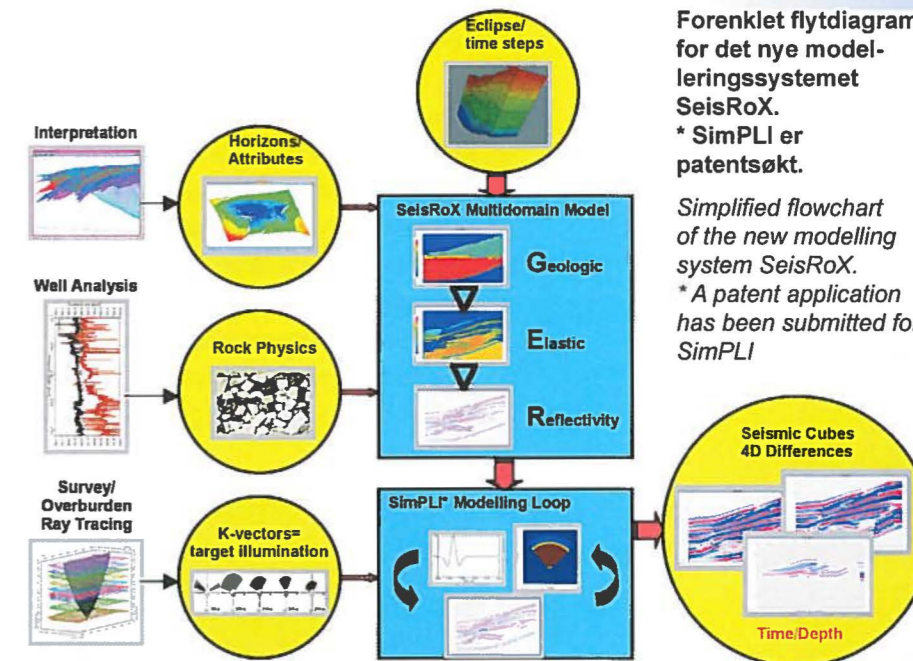 Eclipse/
time steps
Forenklet flytdiagram
for det nye model-
leringssystemet
SeisRoX.
* SimPLI er
patentsøkt.
Simplified flowchart
of the new modelling
system SeisRoX.
* A patent application
has been submitted for
SimPLI
Interpretation
Horizons/
Attributes
SeisRoX Multidomain Model
Geologic
Elastic
Reflectivity
Well Analysis
Rock Physics
Survey/
Overburden
Ray Tracing
K-vectors=
target illumination
SimPLI* Modelling Loop
Seismic Cubes
4D Differences
Time/Depth